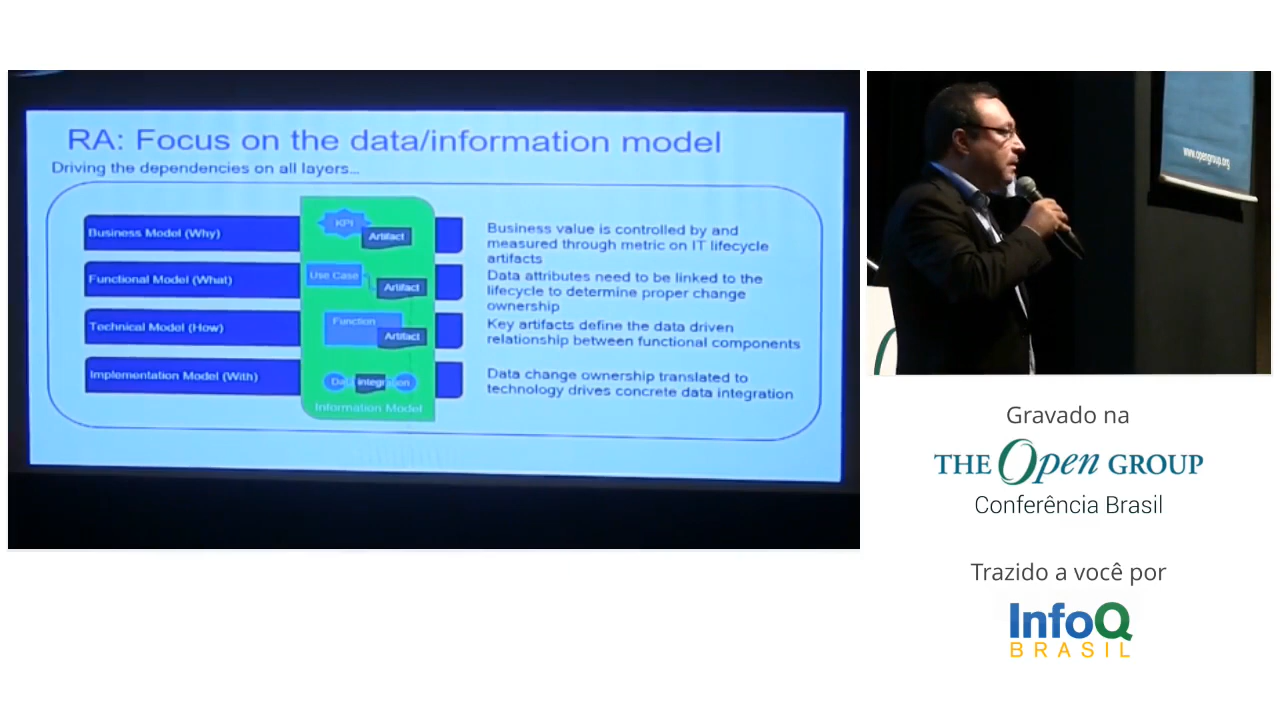 RA: Focus on the data/information model
Driving the dependencies on all layers...
Business Model (Why)
KPI
Artifact
Business value is controlled by and
measured through metric on IT lifecycle
artifacts
Functional Model (What)
Use Case
Artifact
Data attributes need to be linked to the
lifecycle to determine proper change
ownership
Technical Model (How)
Function
Artifact
Key artifacts define the data driven
relationship between functional components
Implementation Model (With)
Data integration
Data change ownership translated to
technology drives concrete data integration
Information Model
www.opengroup.org
Gravado na
THE Open GROUP
Conferência Brasil
Trazido a você por
InfoQ
BRASIL